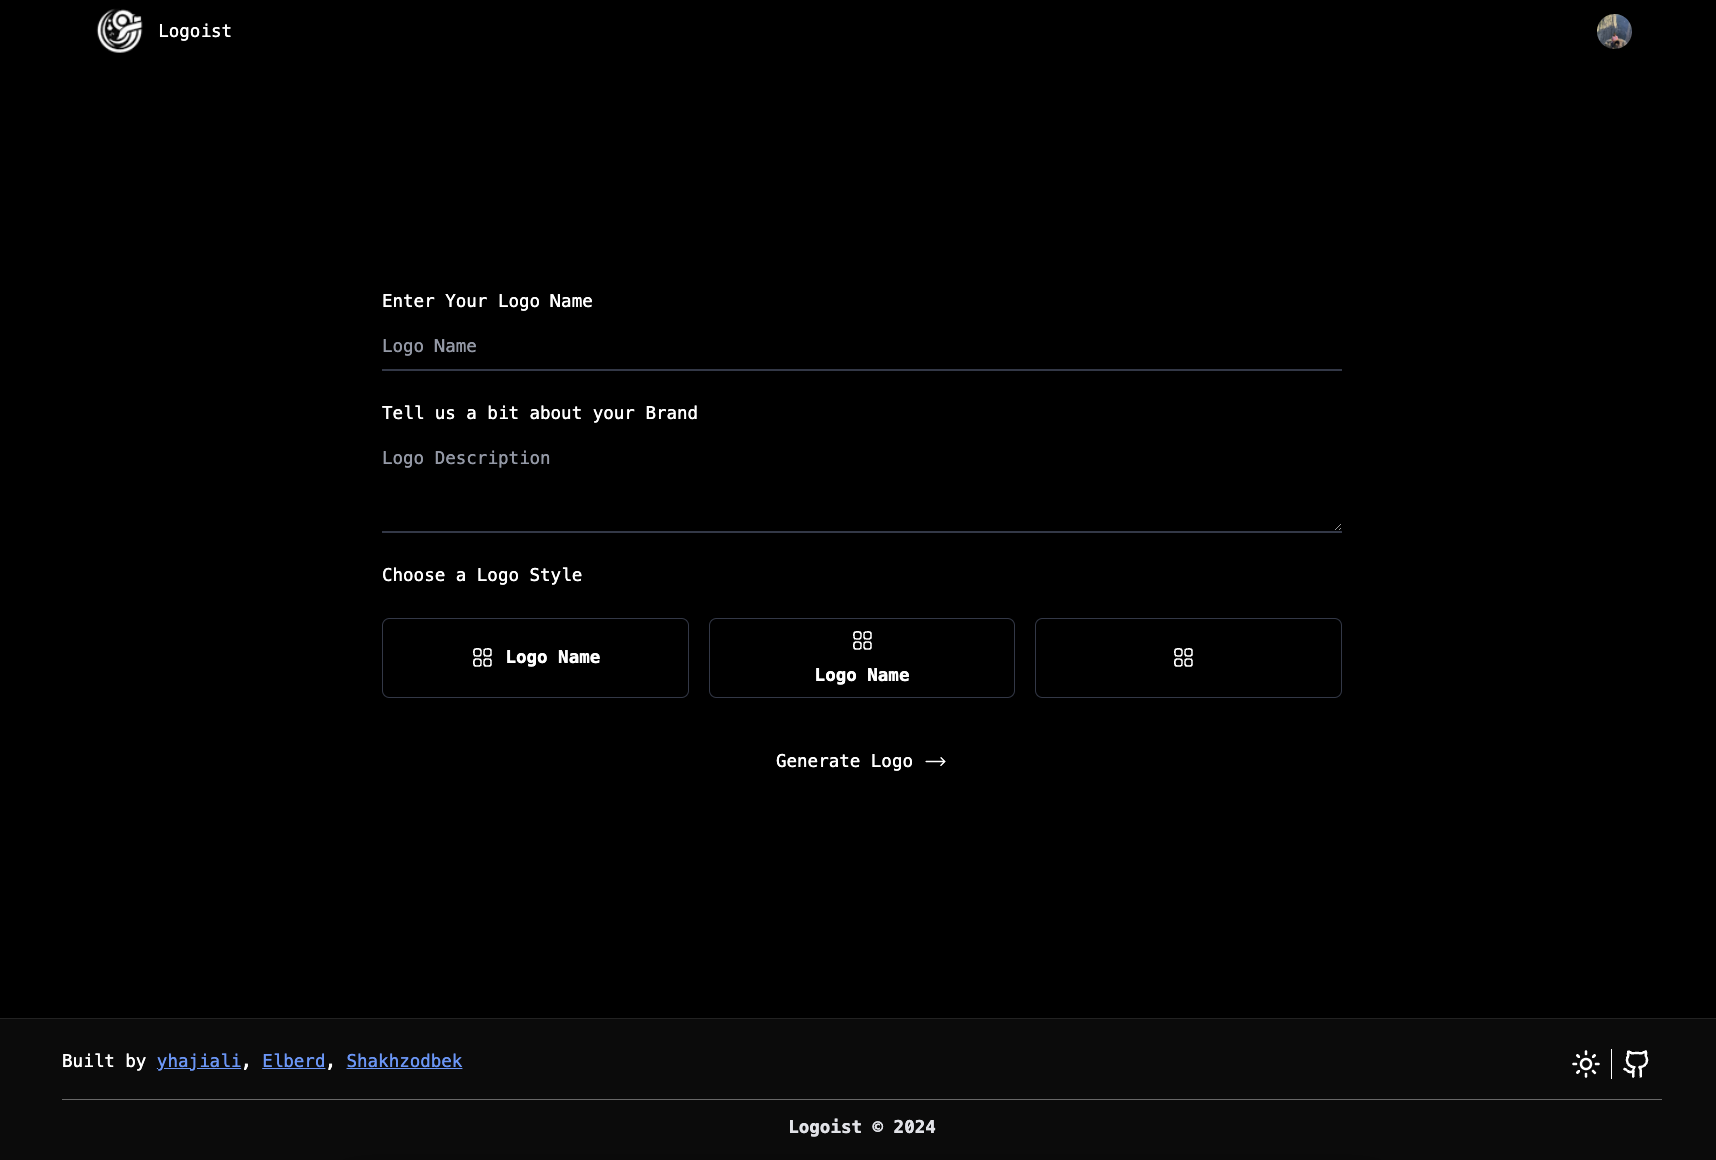 Logoist
Enter Your Logo Name
Logo Name
Tell us a bit about your Brand
Logo Description
Choose a Logo Style
Logo Name
Logo Name
Generate Logo →
Built by yhajiali, Elberd, Shakhzodbek
Logoist © 2024